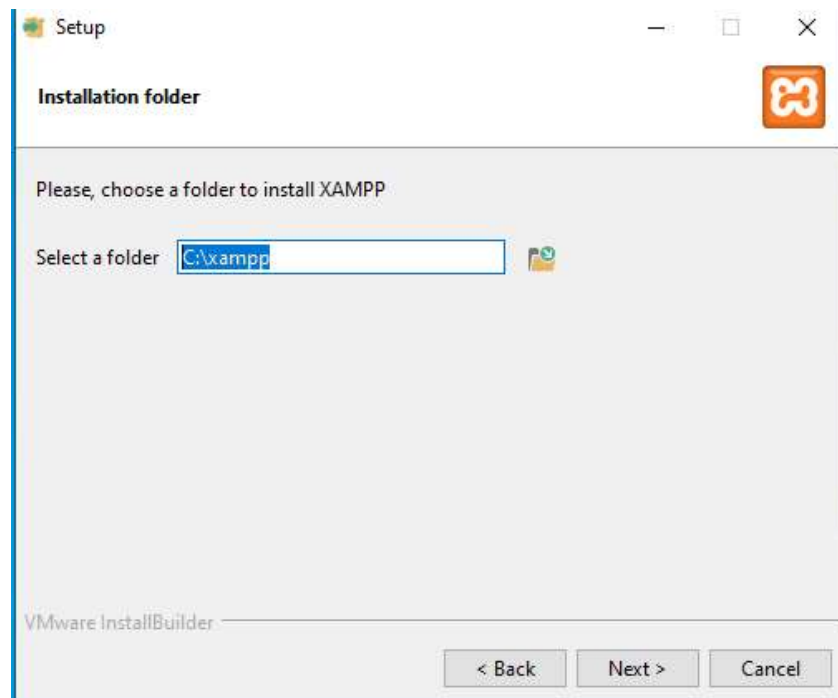 Setup
Installation folder
Please, choose a folder to install XAMPP
Select a folder C:\xampp
VMware InstallBuilder
< Back Next > Cancel